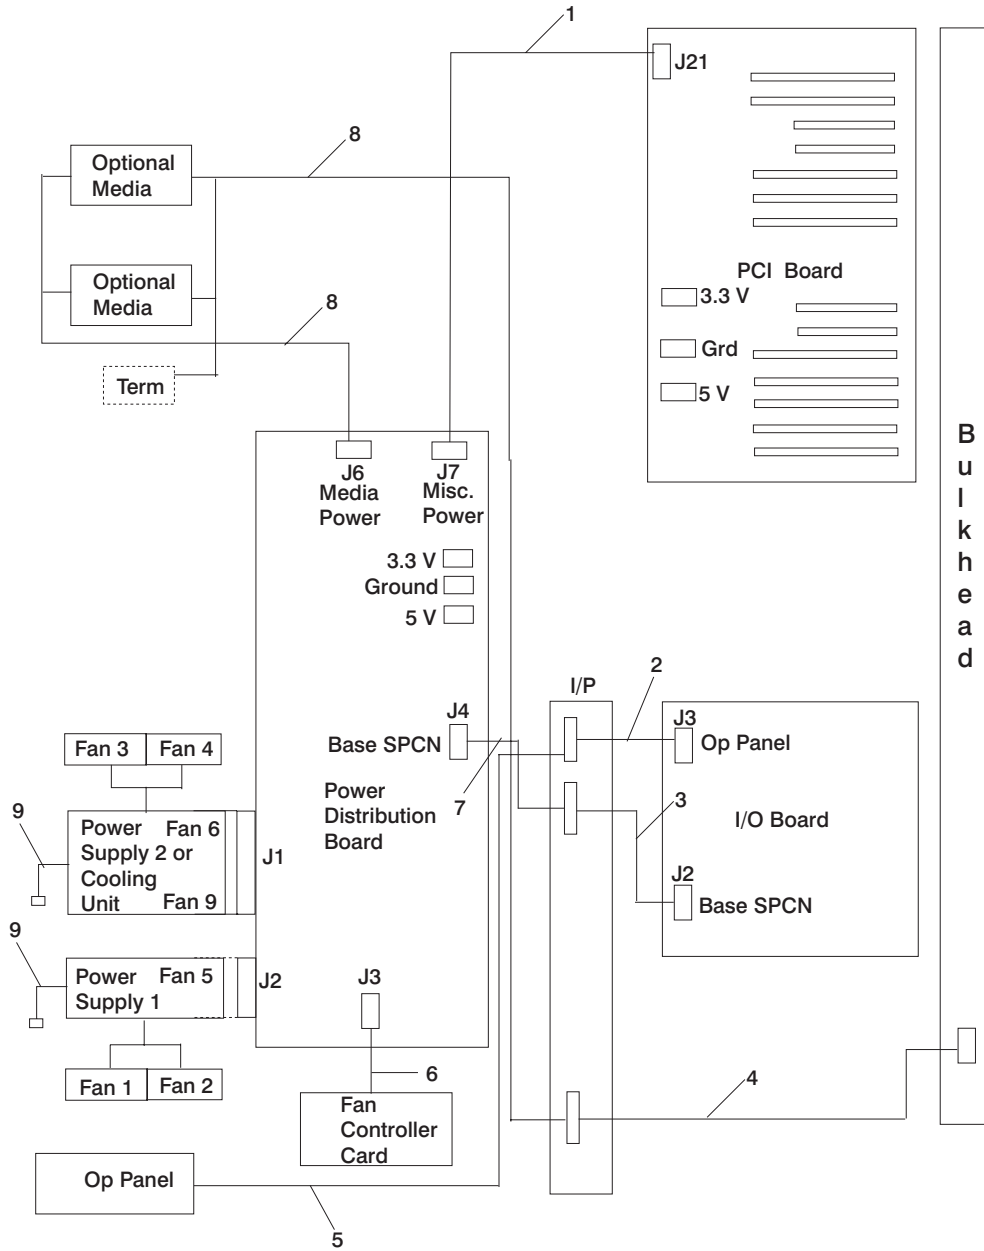 1
J21
8
Optional
Media
PCI Board
Optional
Media
3.3 V
8
Grd
Term
5 V
B
u
l
k
h
e
a
d
J6
Media
Power
J7
Misc.
Power
3.3 V
Ground
5 V
2
I/P
J4
J3
Fan 3
Fan 4
Base SPCN
Op Panel
Power
Distribution
Board
7
3
9
Power
Supply 2 or
Cooling
Unit
Fan 6
Fan 9
J1
I/O Board
J2
Base SPCN
9
Power
Supply 1
Fan 5
J2
J3
Fan 1
Fan 2
6
4
Fan
Controller
Card
Op Panel
5